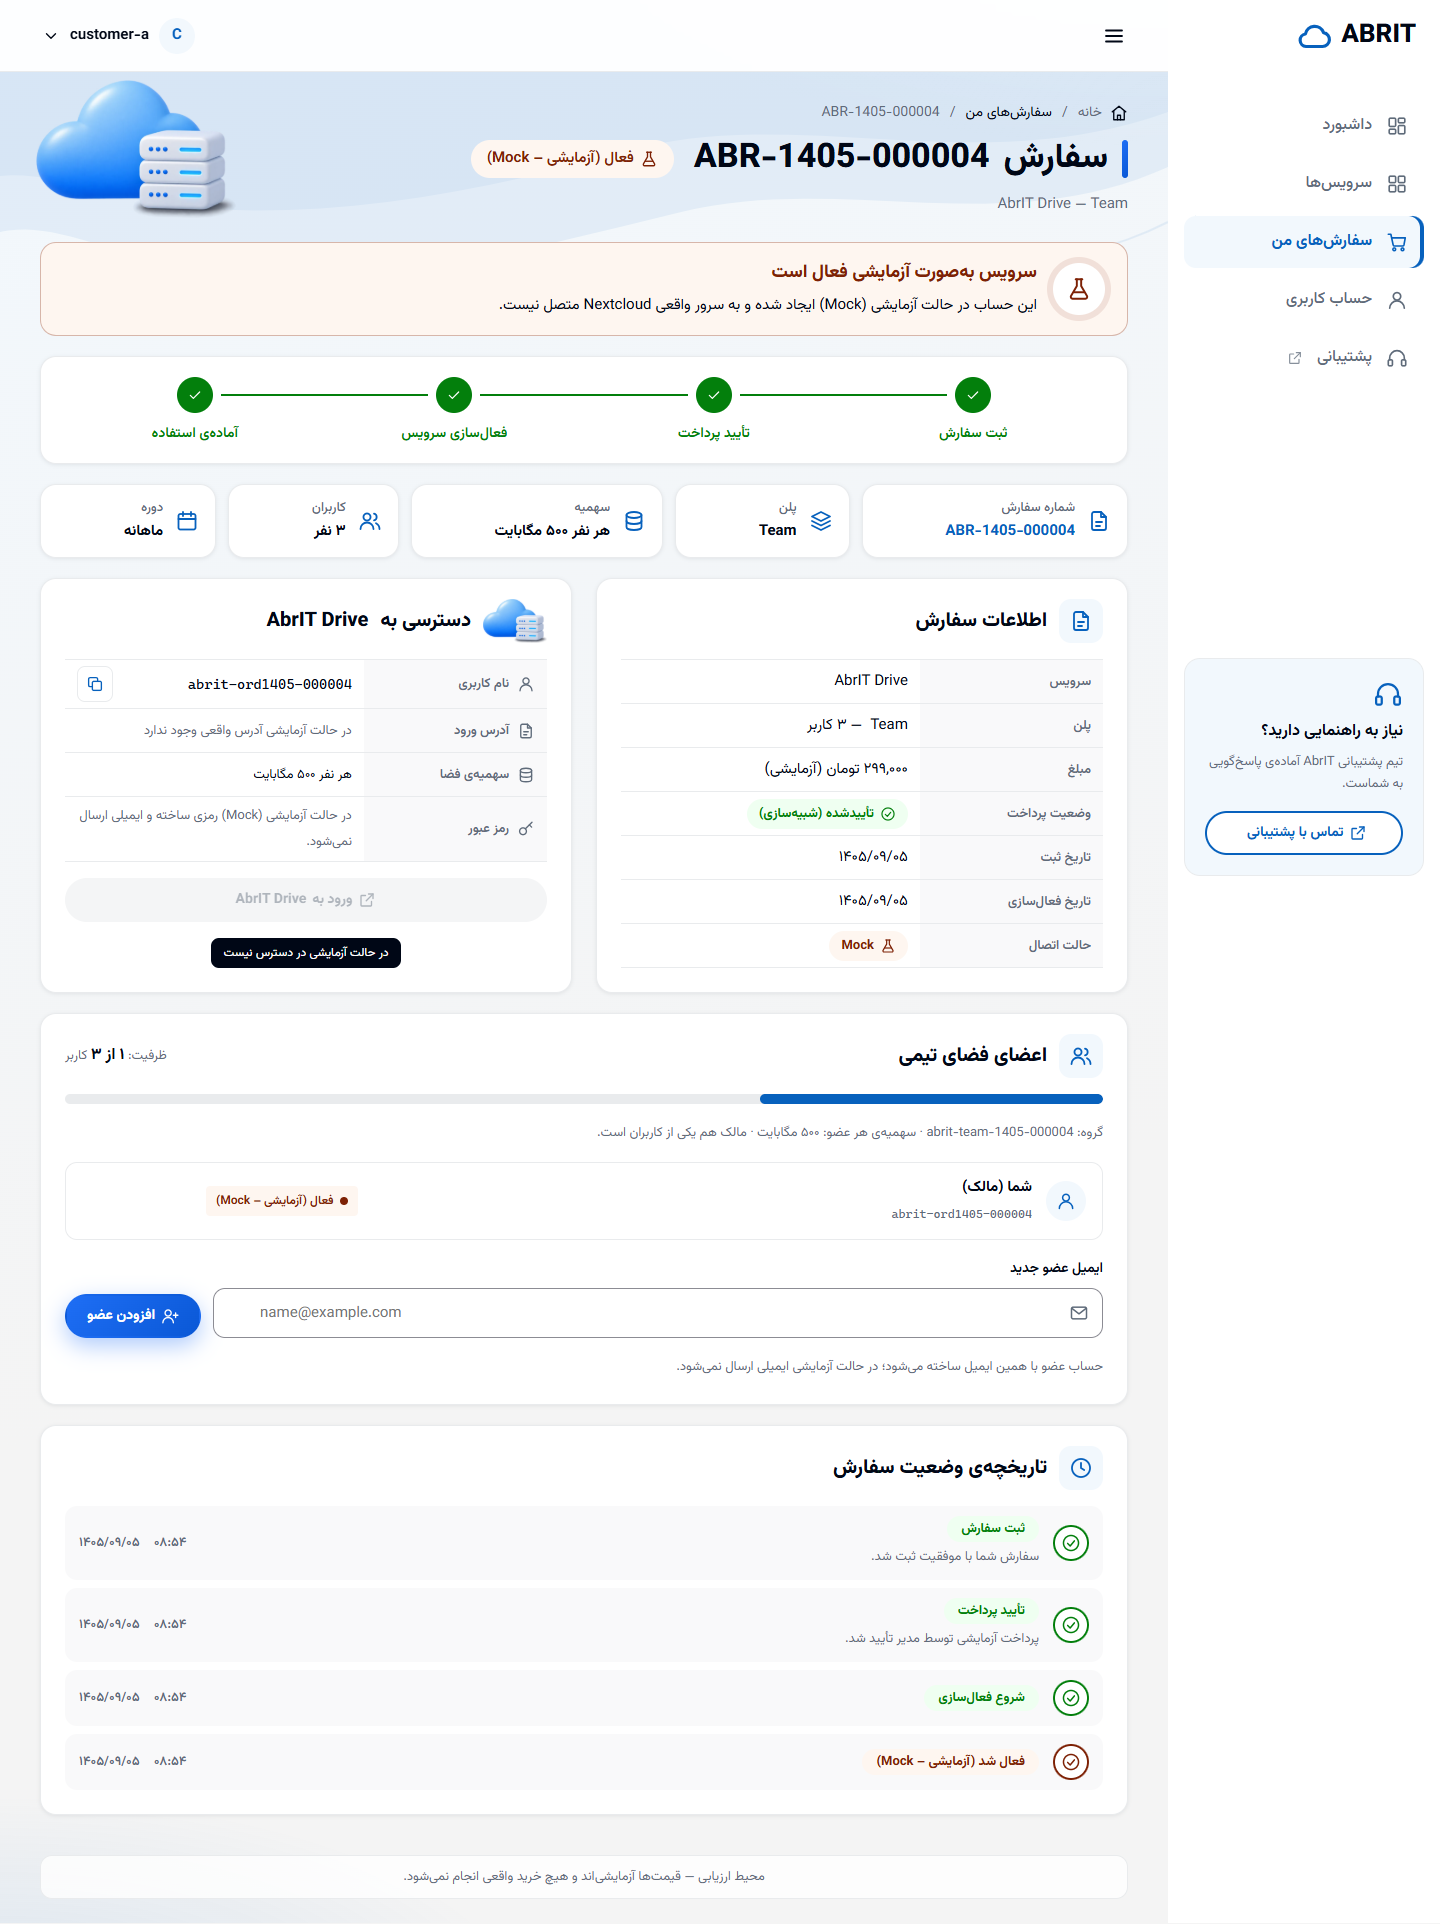 ABRIT
داشبورد
سرویس‌ها
سفارش‌های من
حساب کاربری
پشتیبانی
نیاز به راهنمایی دارید؟
تیم پشتیبانی AbrIT آماده‌ی پاسخ‌گویی
به شماست.
تماس با پشتیبانی
C customer-a
خانه / سفارش‌های من / ABR-1405-000004
سفارش ABR-1405-000004
فعال (آزمایشی – Mock)
AbrIT Drive — Team
سرویس به‌صورت آزمایشی فعال است
این حساب در حالت آزمایشی (Mock) ایجاد شده و به سرور واقعی Nextcloud متصل نیست.
ثبت سفارش
تأیید پرداخت
فعال‌سازی سرویس
آماده‌ی استفاده
شماره سفارش
ABR-1405-000004
پلن
Team
سهمیه
هر نفر ۵۰۰ مگابایت
کاربران
۳ نفر
دوره
ماهانه
اطلاعات سفارش
سرویس AbrIT Drive
پلن Team — ۳ کاربر
مبلغ ۲۹۹٬۰۰۰ تومان (آزمایشی)
وضعیت پرداخت تأییدشده (شبیه‌سازی)
تاریخ ثبت ۱۴۰۵/۰۹/۰۵
تاریخ فعال‌سازی ۱۴۰۵/۰۹/۰۵
حالت اتصال Mock
دسترسی به AbrIT Drive
نام کاربری abrit-ord1405-000004
آدرس ورود در حالت آزمایشی آدرس واقعی وجود ندارد
سهمیه‌ی فضا هر نفر ۵۰۰ مگابایت
رمز عبور در حالت آزمایشی (Mock) رمزی ساخته و ایمیلی ارسال
نمی‌شود.
ورود به AbrIT Drive
در حالت آزمایشی در دسترس نیست
اعضای فضای تیمی
ظرفیت: ۱ از ۳ کاربر
گروه: abrit-team-1405-000004 · سهمیه‌ی هر عضو: ۵۰۰ مگابایت · مالک هم یکی از کاربران است.
شما (مالک)
abrit-ord1405-000004
فعال (آزمایشی – Mock)
ایمیل عضو جدید
name@example.com
افزودن عضو
حساب عضو با همین ایمیل ساخته می‌شود؛ در حالت آزمایشی ایمیلی ارسال نمی‌شود.
تاریخچه‌ی وضعیت سفارش
ثبت سفارش
سفارش شما با موفقیت ثبت شد.
۱۴۰۵/۰۹/۰۵ ۰۸:۵۴
تأیید پرداخت
پرداخت آزمایشی توسط مدیر تأیید شد.
۱۴۰۵/۰۹/۰۵ ۰۸:۵۴
شروع فعال‌سازی
۱۴۰۵/۰۹/۰۵ ۰۸:۵۴
فعال شد (آزمایشی – Mock)
۱۴۰۵/۰۹/۰۵ ۰۸:۵۴
محیط ارزیابی — قیمت‌ها آزمایشی‌اند و هیچ خرید واقعی انجام نمی‌شود.